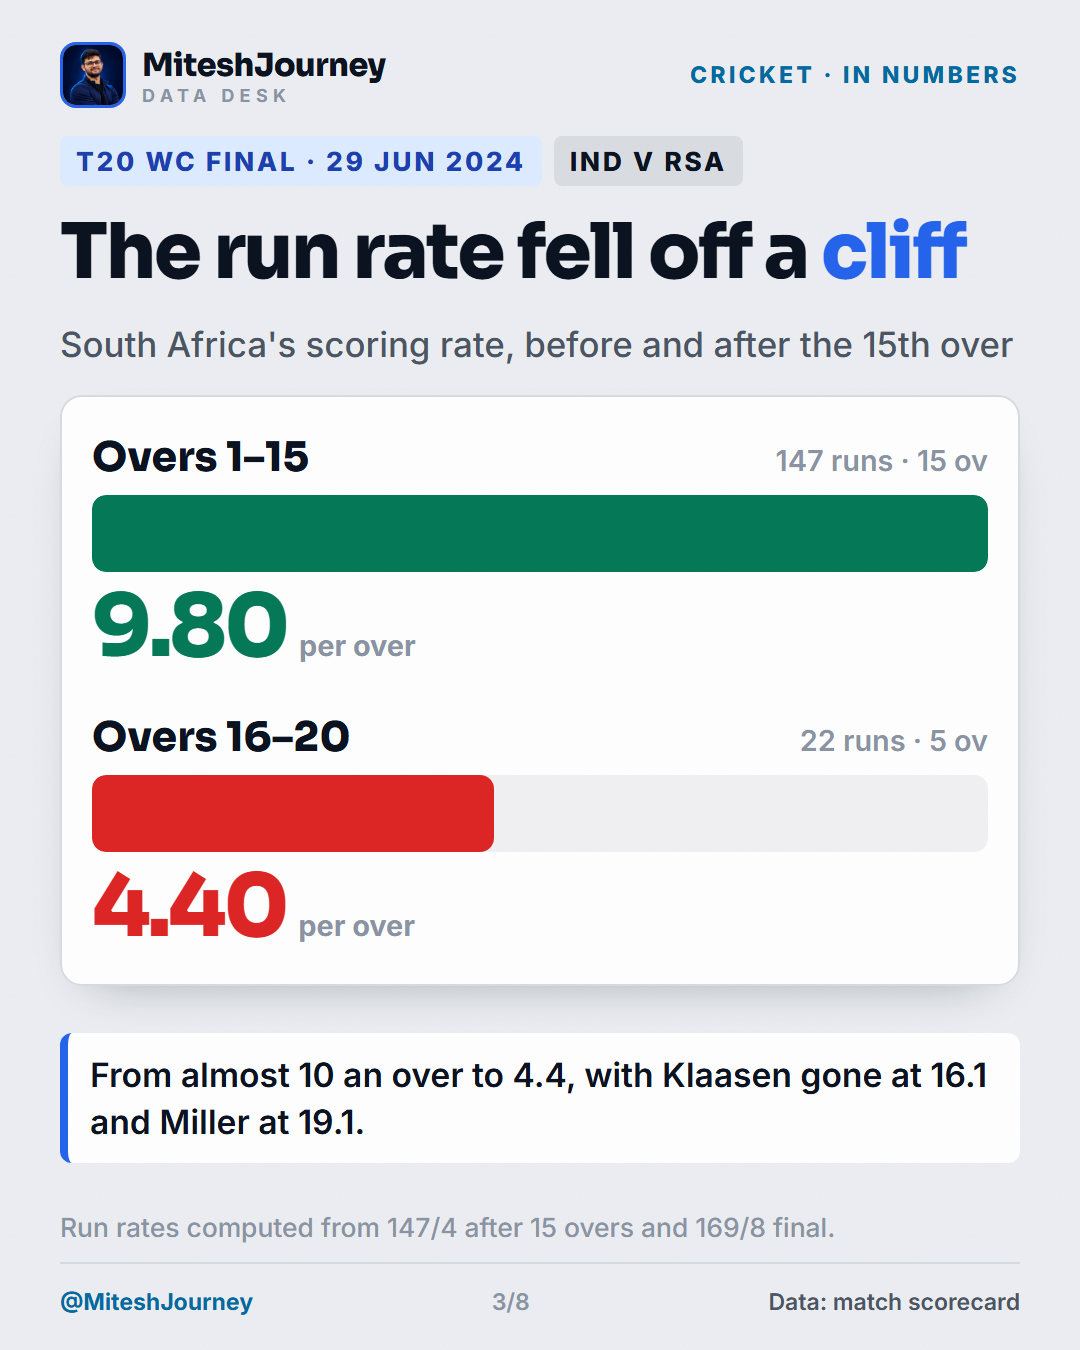 MiteshJourney
DATA DESK
CRICKET · IN NUMBERS
T20 WC FINAL · 29 JUN 2024
IND V RSA
The run rate fell off a cliff
South Africa's scoring rate, before and after the 15th over
Overs 1–15
147 runs · 15 ov
9.80 per over
Overs 16–20
22 runs · 5 ov
4.40 per over
From almost 10 an over to 4.4, with Klaasen gone at 16.1
and Miller at 19.1.
Run rates computed from 147/4 after 15 overs and 169/8 final.
@MiteshJourney
3/8
Data: match scorecard